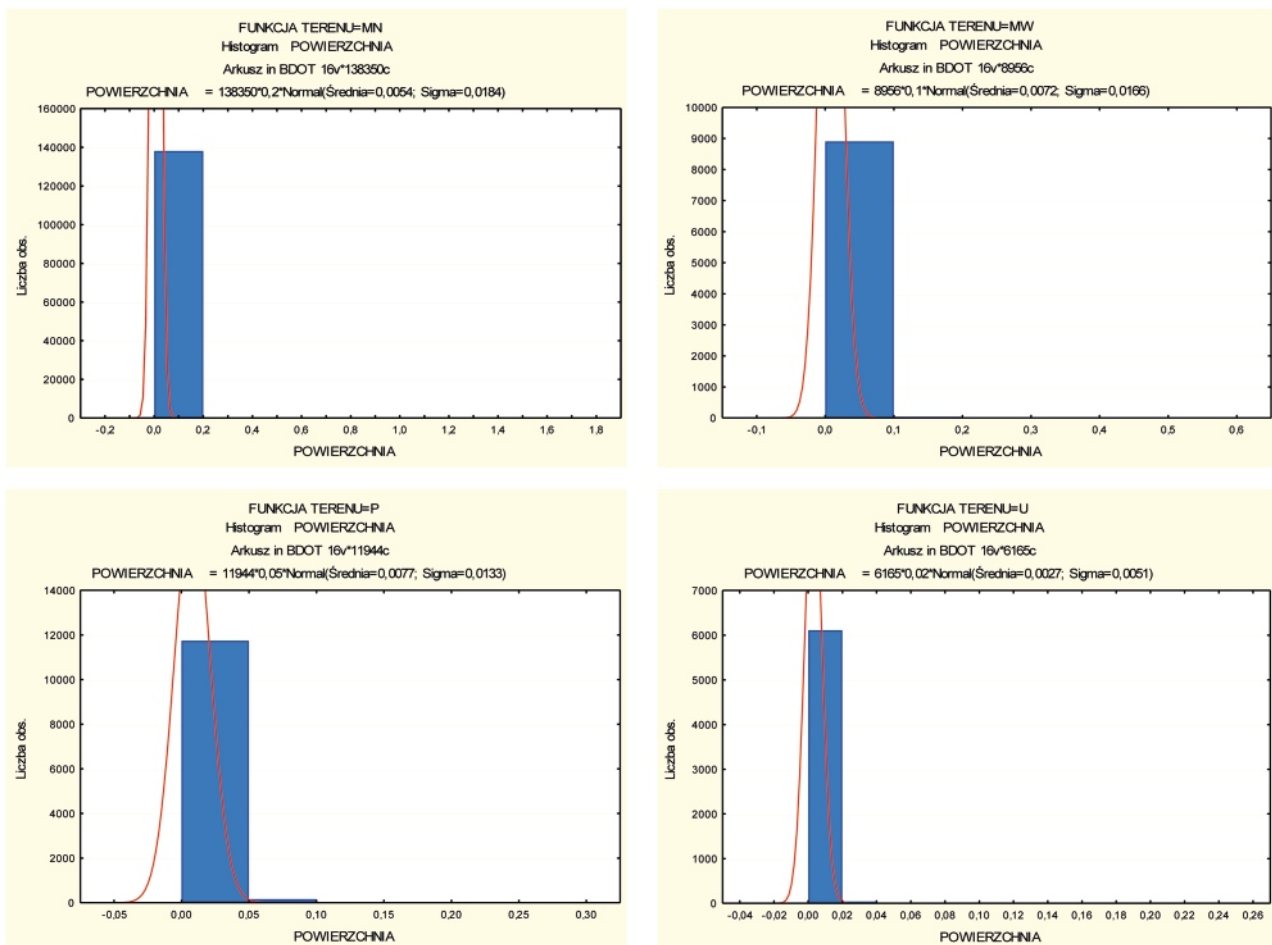 FUNKCJA TERENU=MN
Histogram POWIERZCHNIA
Arkusz in BDOT 16v*138350c
POWIERZCHNIA = 138350*0,2*Normal(Średnia=0,0054; Sigma=0,0184)
160000
140000
120000
100000
80000
60000
40000
20000
0
Liczba obs.
-0,2 0,0 0,2 0,4 0,6 0,8 1,0 1,2 1,4 1,6 1,8
POWIERZCHNIA
FUNKCJA TERENU=MW
Histogram POWIERZCHNIA
Arkusz in BDOT 16v*8956c
POWIERZCHNIA = 8956*0,1*Normal(Średnia=0,0072; Sigma=0,0166)
10000
9000
8000
7000
6000
5000
4000
3000
2000
1000
0
Liczba obs.
-0,1 0,0 0,1 0,2 0,3 0,4 0,5 0,6
POWIERZCHNIA
FUNKCJA TERENU=P
Histogram POWIERZCHNIA
Arkusz in BDOT 16v*11944c
POWIERZCHNIA = 11944*0,05*Normal(Średnia=0,0077; Sigma=0,0133)
14000
12000
10000
8000
6000
4000
2000
0
Liczba obs.
-0,05 0,00 0,05 0,10 0,15 0,20 0,25 0,30
POWIERZCHNIA
FUNKCJA TERENU=U
Histogram POWIERZCHNIA
Arkusz in BDOT 16v*6165c
POWIERZCHNIA = 6165*0,02*Normal(Średnia=0,0027; Sigma=0,0051)
7000
6000
5000
4000
3000
2000
1000
0
Liczba obs.
-0,04 -0,02 0,00 0,02 0,04 0,06 0,08 0,10 0,12 0,14 0,16 0,18 0,20 0,22 0,24 0,26
POWIERZCHNIA